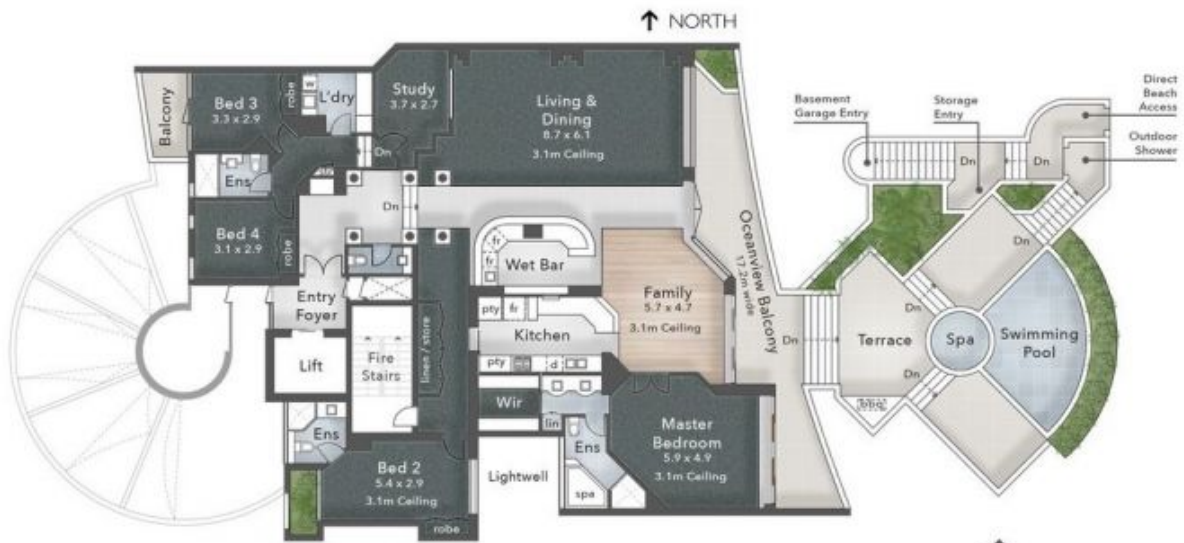 NORTH
Balcony
Bed 3
3.3 x 2.9
robe
w
L'dry
Study
3.7 x 2.7
Living &
Dining
8.7 x 6.1
3.1m Ceiling
Basement
Garage Entry
Storage
Entry
Direct
Beach
Access
Outdoor
Shower
Dn
Dn
Dn
Ens
Dn
Dn
Bed 4
3.1 x 2.9
robe
fr
fr
Wet Bar
Family
5.7 x 4.7
3.1m Ceiling
Oceanview Balcony
17.2m wide
Entry
Foyer
Lift
Fire
Stairs
linen / store
pty
fr
Kitchen
pty
d
Dn
Terrace
Dn
Spa
Swimming
Pool
Dn
bbq
Wir
lin
Ens
spa
Master
Bedroom
5.9 x 4.9
3.1m Ceiling
Ens
Bed 2
5.4 x 2.9
3.1m Ceiling
robe
Lightwell